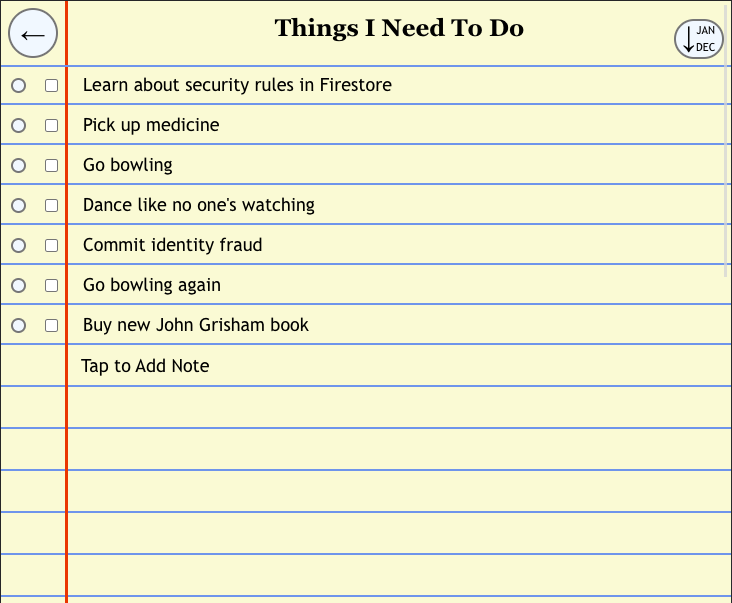 Things I Need To Do
JAN
DEC
Learn about security rules in Firestore
Pick up medicine
Go bowling
Dance like no one's watching
Commit identity fraud
Go bowling again
Buy new John Grisham book
Tap to Add Note